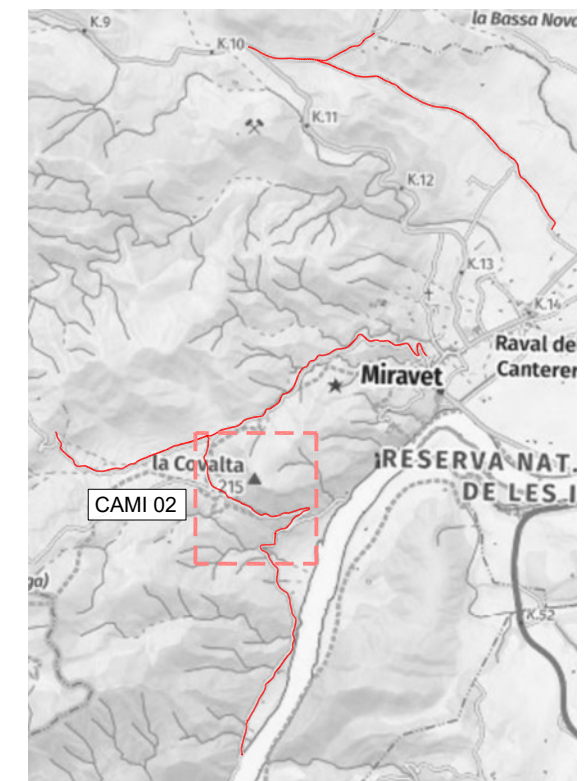 la Bassa Nova
K.9
K.10
K.11
K.12
K.13
K.14
Raval de
Canterer
Miravet
la Covalta
215
RESERVA NAT.
DE LES I
CAMI 02
ga)
K.52